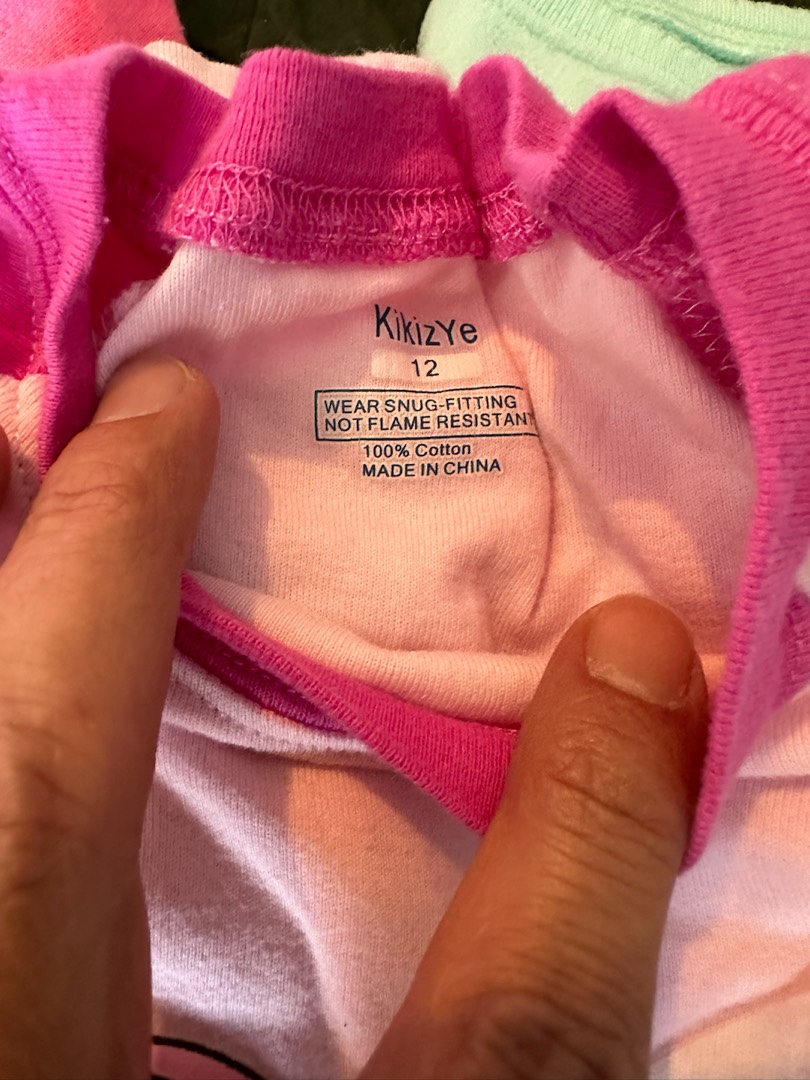 KikizYe
12
WEAR SNUG-FITTING
NOT FLAME RESISTANT
100% Cotton
MADE IN CHINA